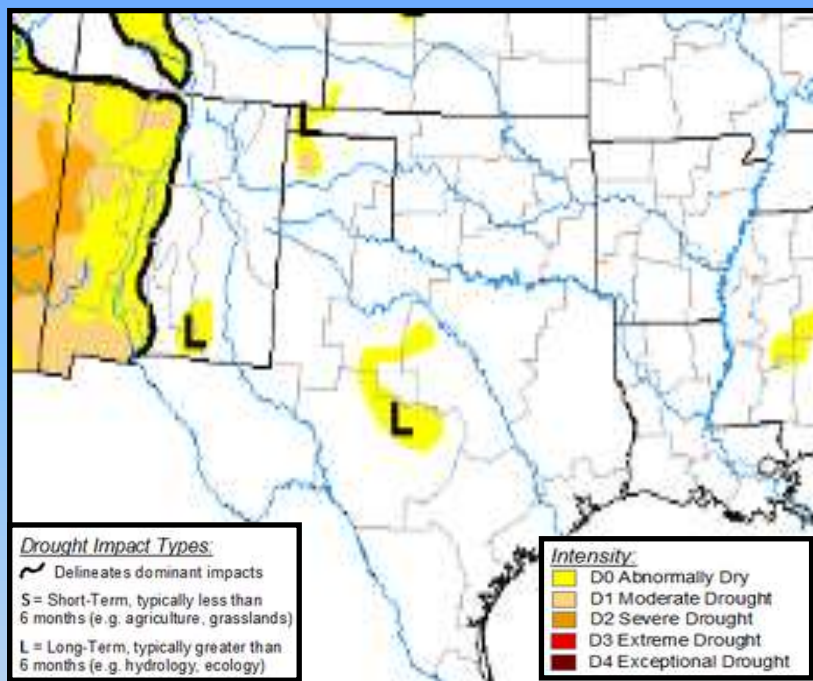 L
L
L
Drought Impact Types:
Delineates dominant impacts
S = Short-Term, typically less than
6 months (e.g. agriculture, grasslands)
L = Long-Term, typically greater than
6 months (e.g. hydrology, ecology)
Intensity:
D0 Abnormally Dry
D1 Moderate Drought
D2 Severe Drought
D3 Extreme Drought
D4 Exceptional Drought